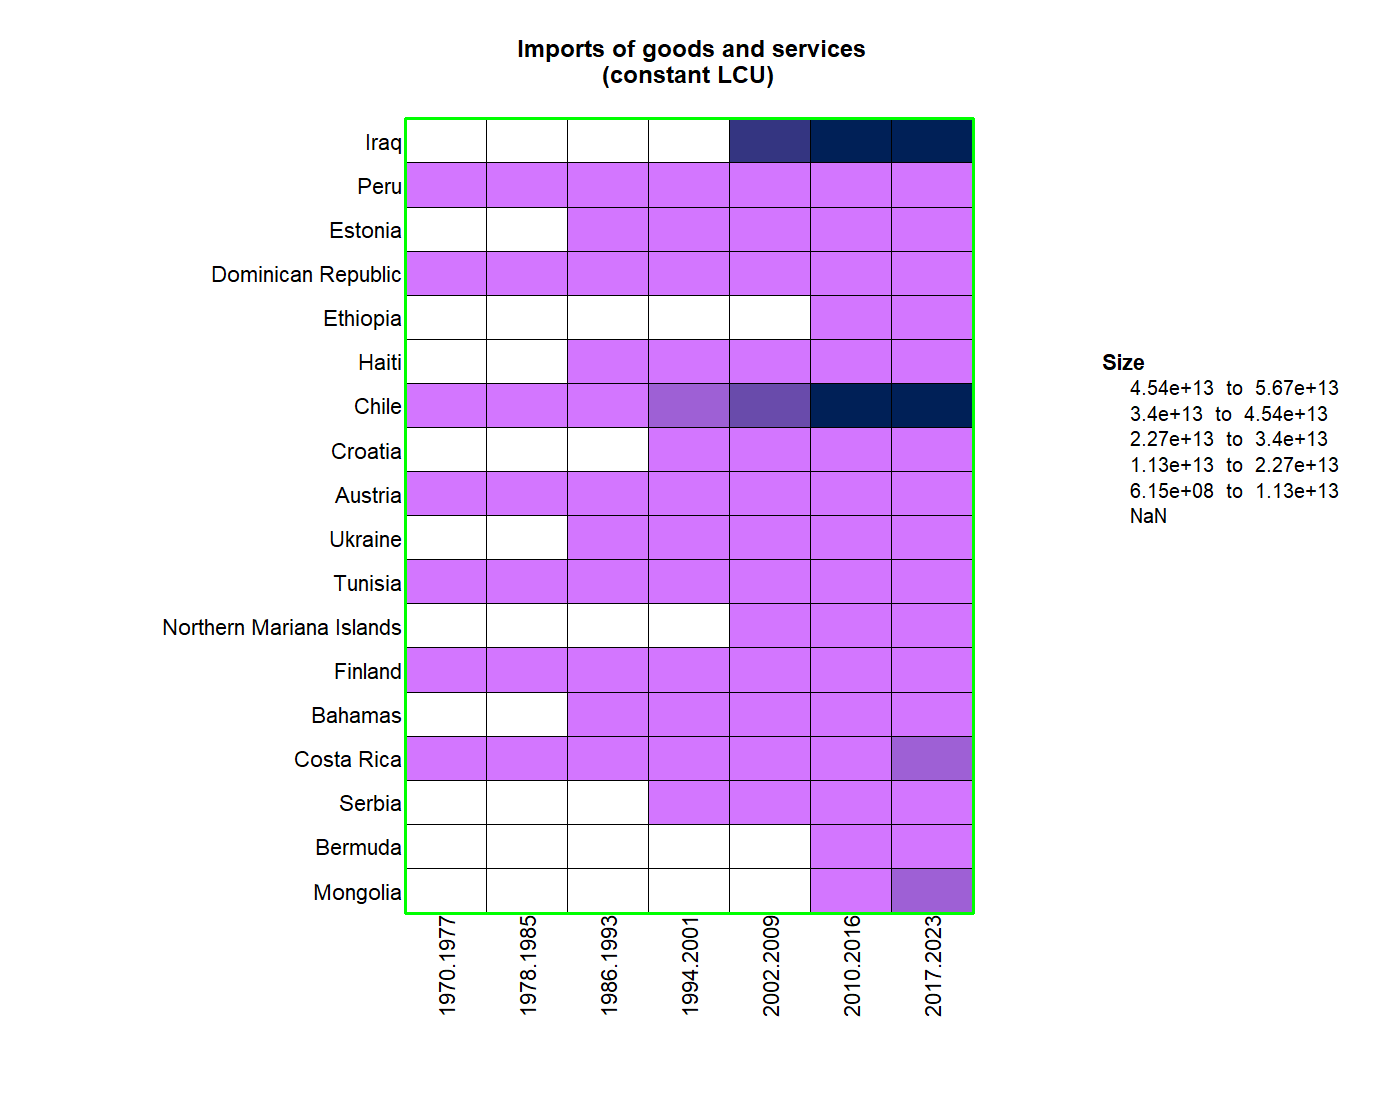 Imports of goods and services
(constant LCU)
Iraq
Peru
Estonia
Dominican Republic
Ethiopia
Haiti
Chile
Croatia
Austria
Ukraine
Tunisia
Northern Mariana Islands
Finland
Bahamas
Costa Rica
Serbia
Bermuda
Mongolia
1970.1977
1978.1985
1986.1993
1994.2001
2002.2009
2010.2016
2017.2023
Size
4.54e+13 to 5.67e+13
3.4e+13 to 4.54e+13
2.27e+13 to 3.4e+13
1.13e+13 to 2.27e+13
6.15e+08 to 1.13e+13
NaN